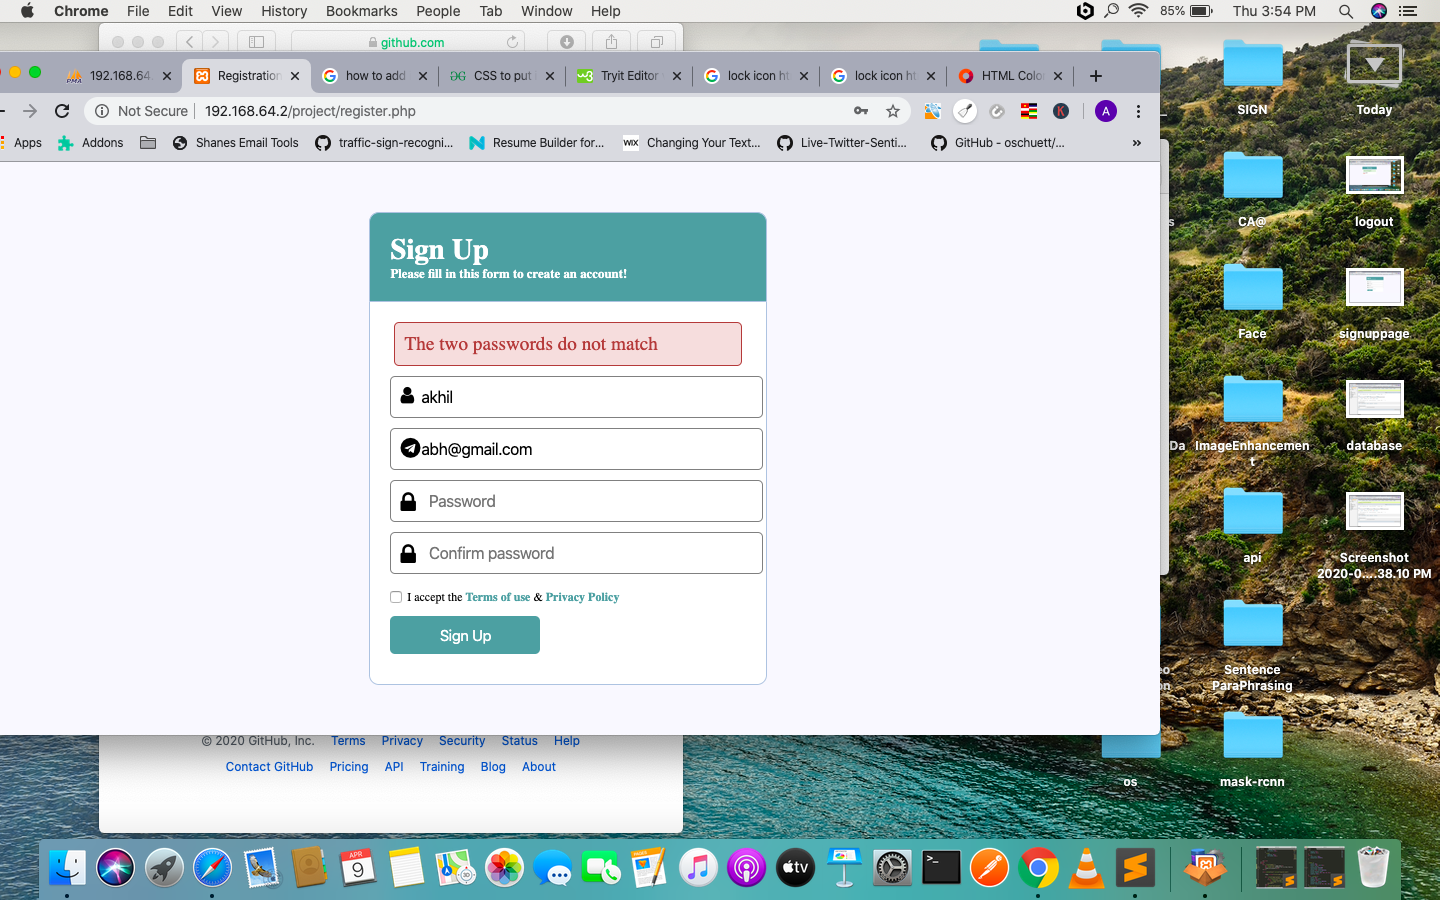 Chrome File Edit View History Bookmarks People Tab Window Help 85% Thu 3:54 PM
github.com
192.168.64. Registration how to add CSS to put Tryit Editor lock icon ht lock icon ht HTML Colo
Not Secure 192.168.64.2/project/register.php A
Apps Addons Shanes Email Tools traffic-sign-recogni... Resume Builder for... WIX Changing Your Text... Live-Twitter-Senti... GitHub - oschuett/... »
Sign Up
Please fill in this form to create an account!
The two passwords do not match
akhil
abh@gmail.com
Password
Confirm password
I accept the Terms of use & Privacy Policy
Sign Up
© 2020 GitHub, Inc. Terms Privacy Security Status Help
Contact GitHub Pricing API Training Blog About
SIGN
Today
CA@
logout
Face
signuppage
Da
ImageEnhancemen
t
database
api
Screenshot
2020-0....38.10 PM
Sentence
ParaPhrasing
os
mask-rcnn
APR
9
tv